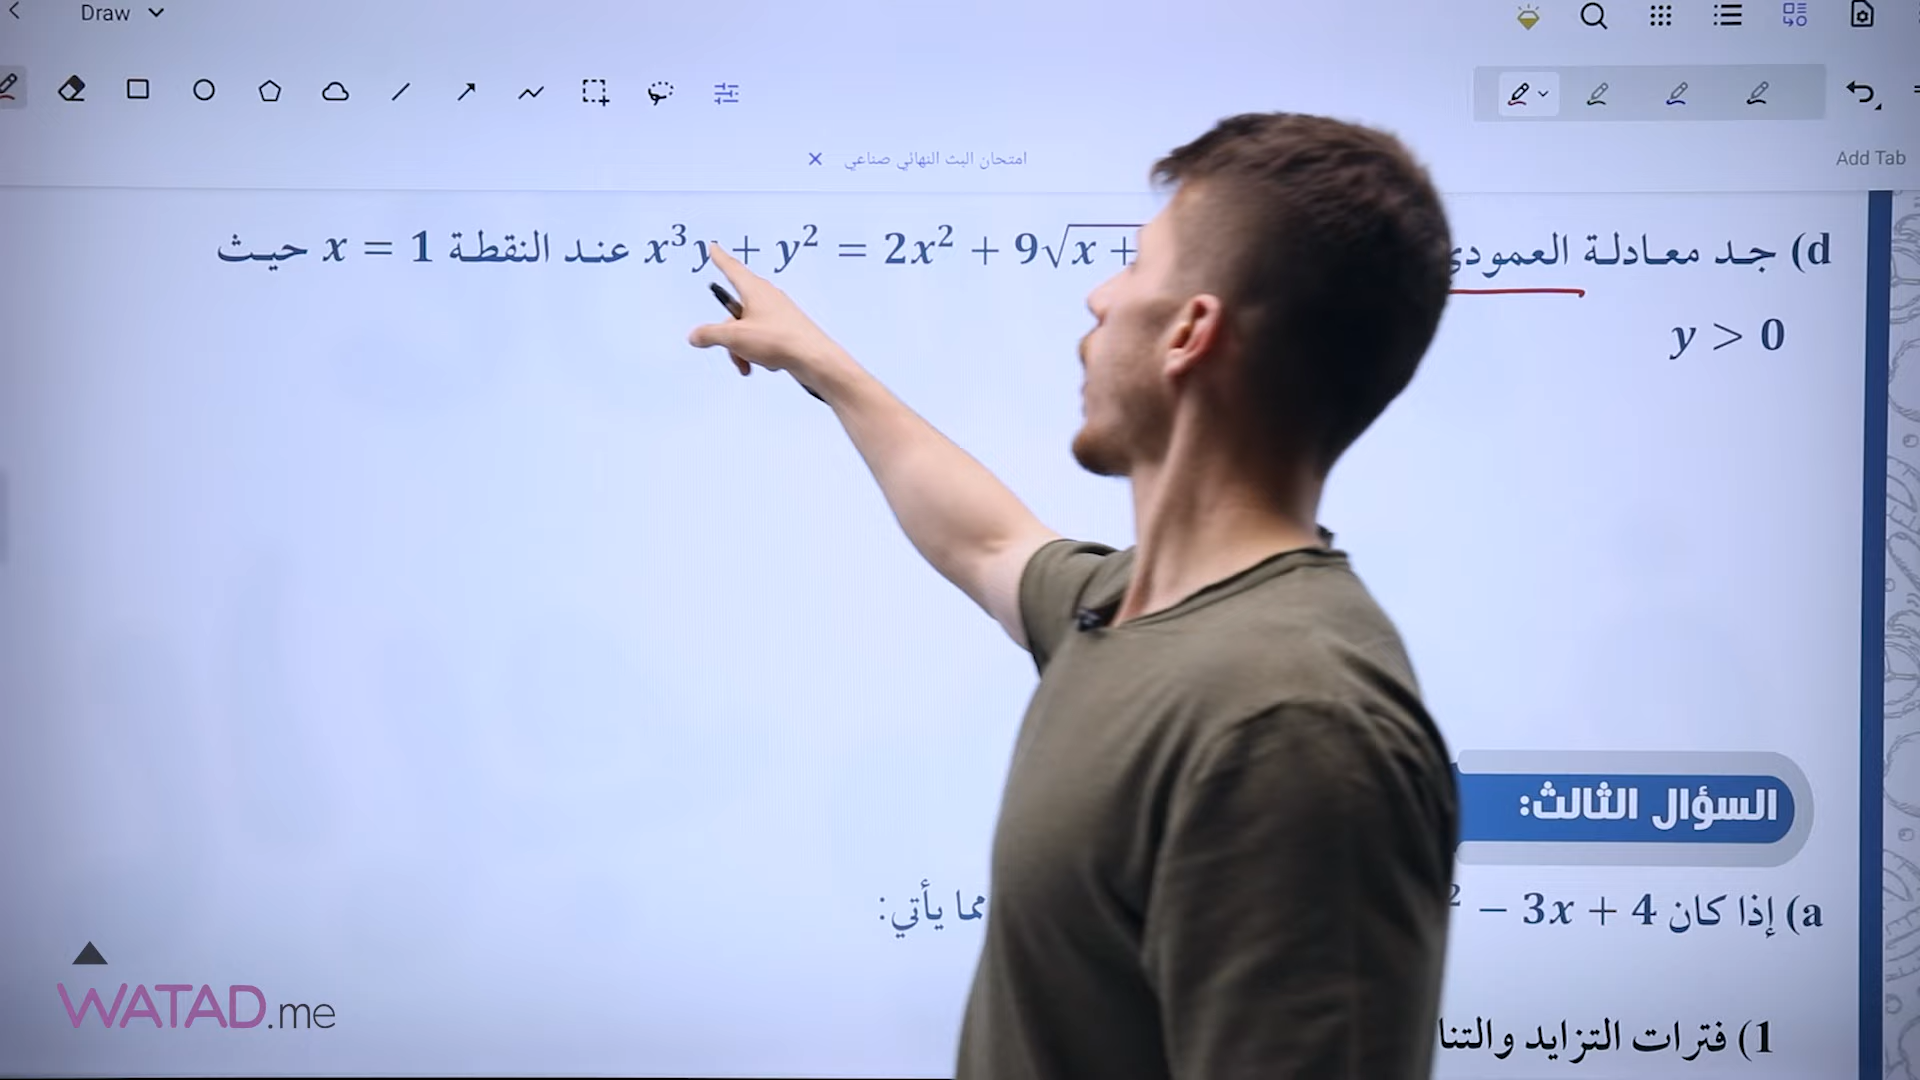 Draw
امتحان البث النهائي صناعي
Add Tab
d) جد معادلة العمودي x³y + y² = 2x² + 9√x + عند النقطة x = 1 حيث
y > 0
السؤال الثالث:
a) إذا كان ² − 3x + 4 مما يأتي:
1) فترات التزايد
WATAD.me